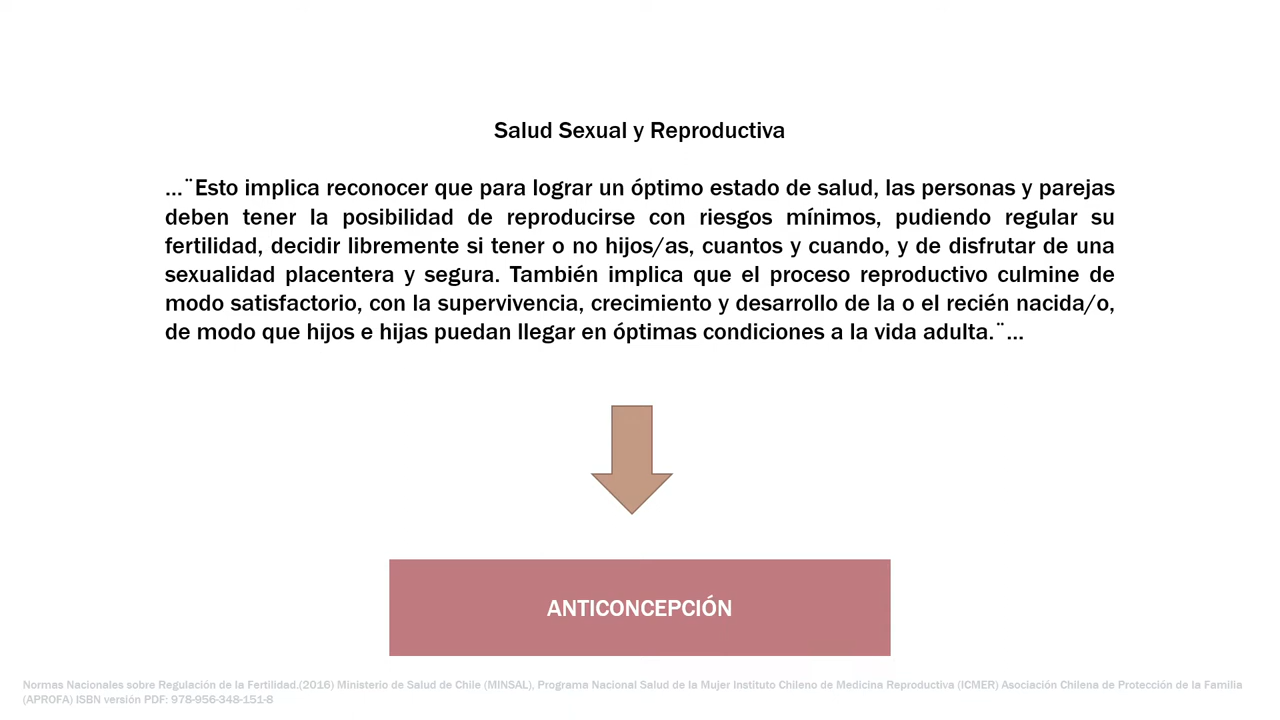 Salud Sexual y Reproductiva
...¨Esto implica reconocer que para lograr un óptimo estado de salud, las personas y parejas
deben tener la posibilidad de reproducirse con riesgos mínimos, pudiendo regular su
fertilidad, decidir libremente si tener o no hijos/as, cuantos y cuando, y de disfrutar de una
sexualidad placentera y segura. También implica que el proceso reproductivo culmine de
modo satisfactorio, con la supervivencia, crecimiento y desarrollo de la o el recién nacida/o,
de modo que hijos e hijas puedan llegar en óptimas condiciones a la vida adulta.¨...
ANTICONCEPCIÓN
Normas Nacionales sobre Regulación de la Fertilidad.(2016) Ministerio de Salud de Chile (MINSAL), Programa Nacional Salud de la Mujer Instituto Chileno de Medicina Reproductiva (ICMER) Asociación Chilena de Protección de la Familia
(APROFA) ISBN versión PDF: 978-956-348-151-8